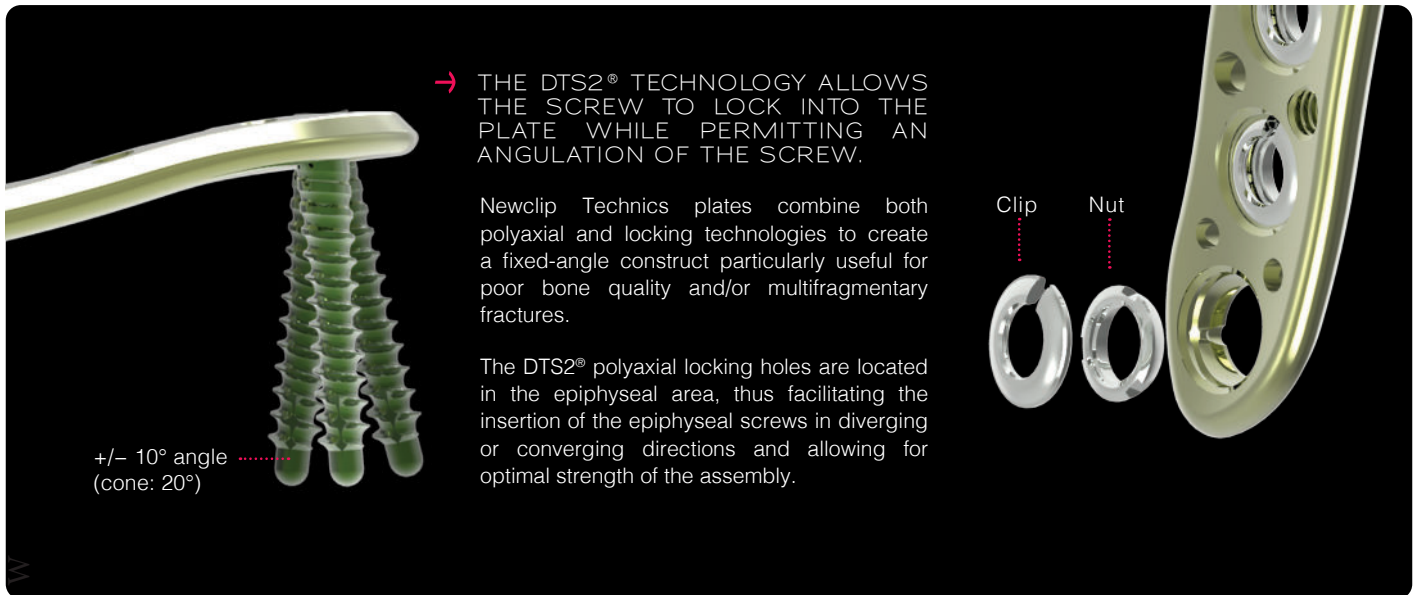 THE DTS2® TECHNOLOGY ALLOWS
THE SCREW TO LOCK INTO THE
PLATE WHILE PERMITTING AN
ANGULATION OF THE SCREW.
Newclip Technics plates combine both
polyaxial and locking technologies to create
a fixed-angle construct particularly useful for
poor bone quality and/or multifragmentary
fractures.
The DTS2® polyaxial locking holes are located
in the epiphyseal area, thus facilitating the
insertion of the epiphyseal screws in diverging
or converging directions and allowing for
optimal strength of the assembly.
+/– 10° angle
(cone: 20°)
Clip
Nut
W